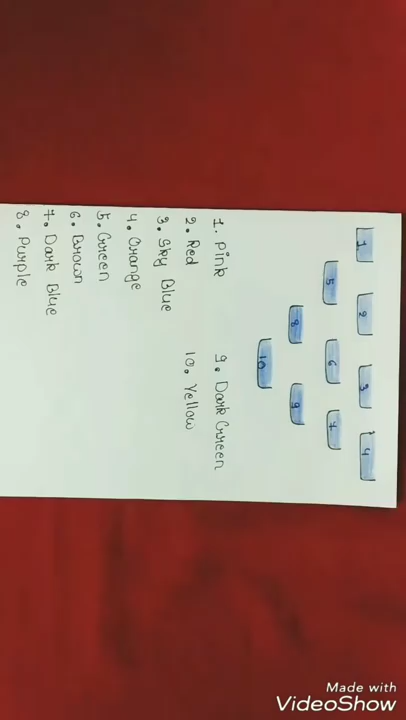 1 2 3 4
5 6 7
8 9
10
1. Pink
2. Red
3. Sky Blue
4. Orange
5. Green
6. Brown
7. Dark Blue
8. Purple
9. Dark Green
10. Yellow
Made with
VideoShow